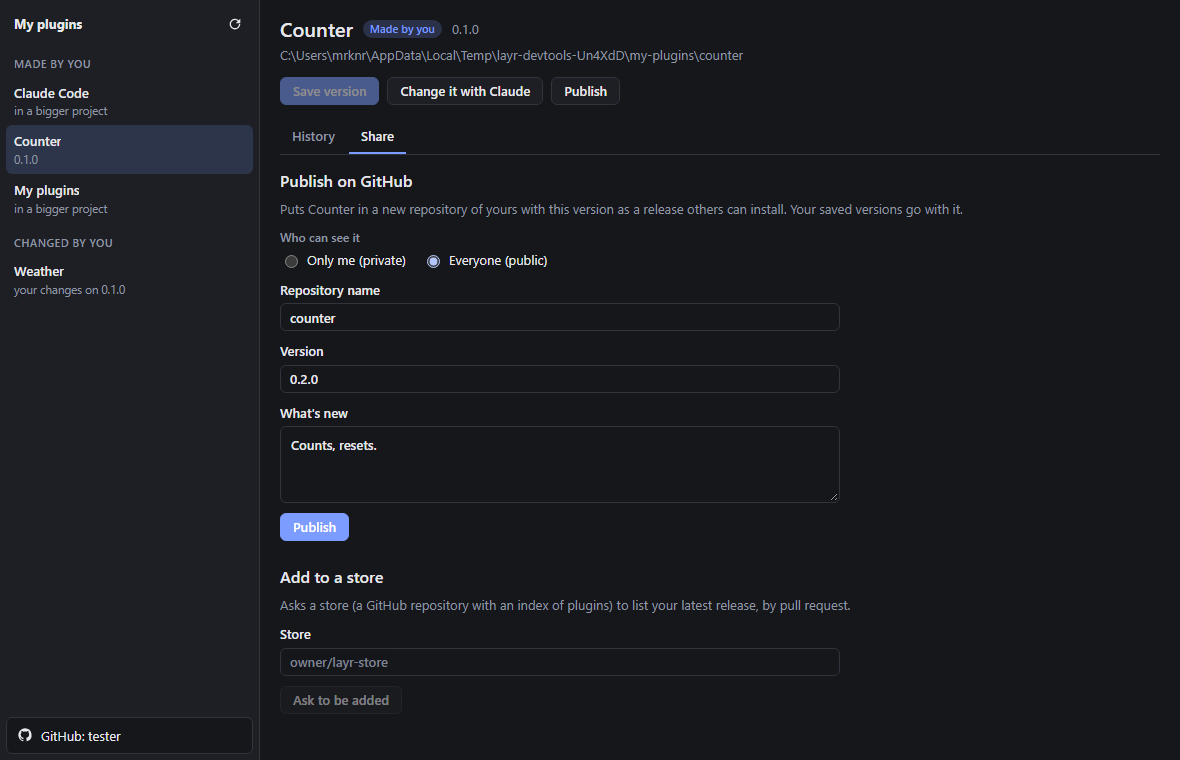 My plugins
MADE BY YOU
Claude Code
in a bigger project
Counter
0.1.0
My plugins
in a bigger project
CHANGED BY YOU
Weather
your changes on 0.1.0
GitHub: tester
Counter Made by you 0.1.0
C:\Users\mrknr\AppData\Local\Temp\layr-devtools-Un4XdD\my-plugins\counter
Save version Change it with Claude Publish
History Share
Publish on GitHub
Puts Counter in a new repository of yours with this version as a release others can install. Your saved versions go with it.
Who can see it
Only me (private) Everyone (public)
Repository name
counter
Version
0.2.0
What's new
Counts, resets.
Publish
Add to a store
Asks a store (a GitHub repository with an index of plugins) to list your latest release, by pull request.
Store
owner/layr-store
Ask to be added